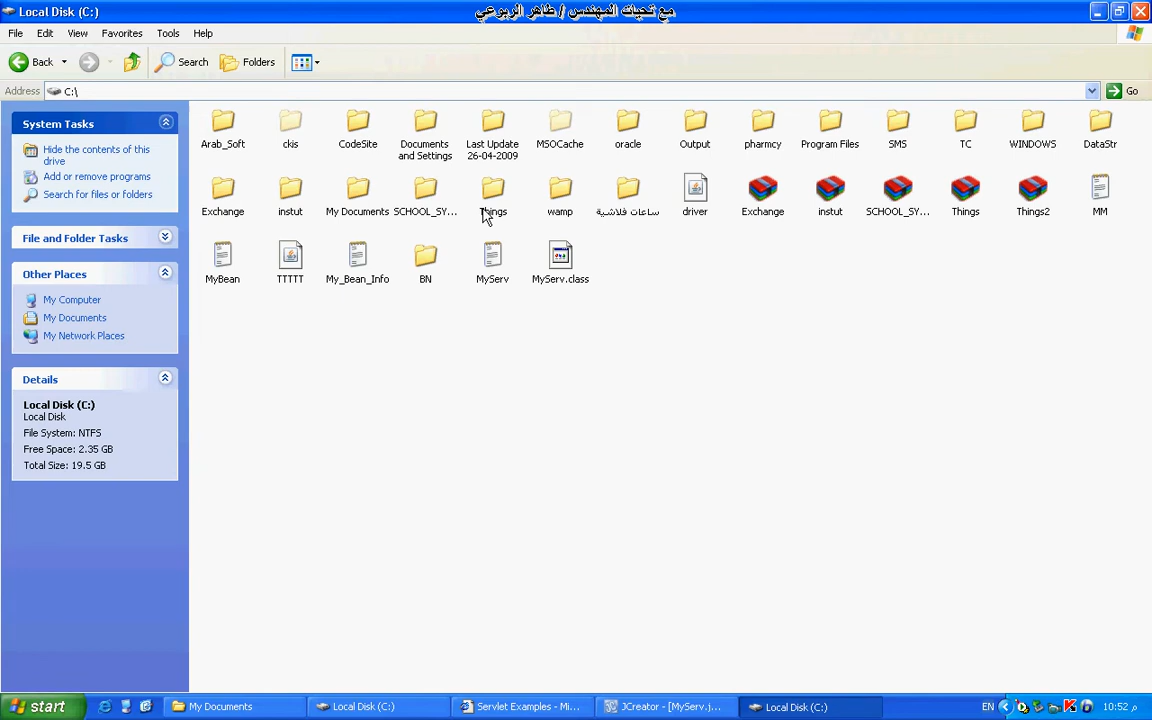 Local Disk (C:)
مع تحيات المهندس / طاهر الربوعي
File Edit View Favorites Tools Help
Back Search Folders
Address C:\ Go
System Tasks
Hide the contents of this
drive
Add or remove programs
Search for files or folders
File and Folder Tasks
Other Places
My Computer
My Documents
My Network Places
Details
Local Disk (C:)
Local Disk
File System: NTFS
Free Space: 2.35 GB
Total Size: 19.5 GB
Arab_Soft
ckis
CodeSite
Documents
and Settings
Last Update
26-04-2009
MSOCache
oracle
Output
pharmcy
Program Files
SMS
TC
WINDOWS
DataStr
Exchange
instut
My Documents
SCHOOL_SY...
Things
wamp
ساعات فلاشية
driver
Exchange
instut
SCHOOL_SY...
Things
Things2
MM
MyBean
TTTTT
My_Bean_Info
BN
MyServ
MyServ.class
start
My Documents
Local Disk (C:)
Servlet Examples - Mi...
JCreator - [MyServ.j...
Local Disk (C:)
EN
10:52 م